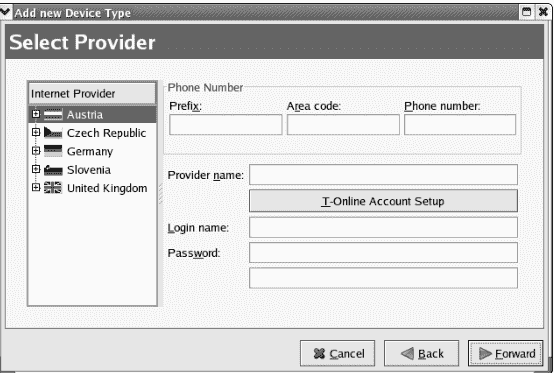 Add new Device Type
Select Provider
Internet Provider
Austria
Czech Republic
Germany
Slovenia
United Kingdom
Phone Number
Prefix: Area code: Phone number:
Provider name:
T-Online Account Setup
Login name:
Password:
Cancel Back Forward